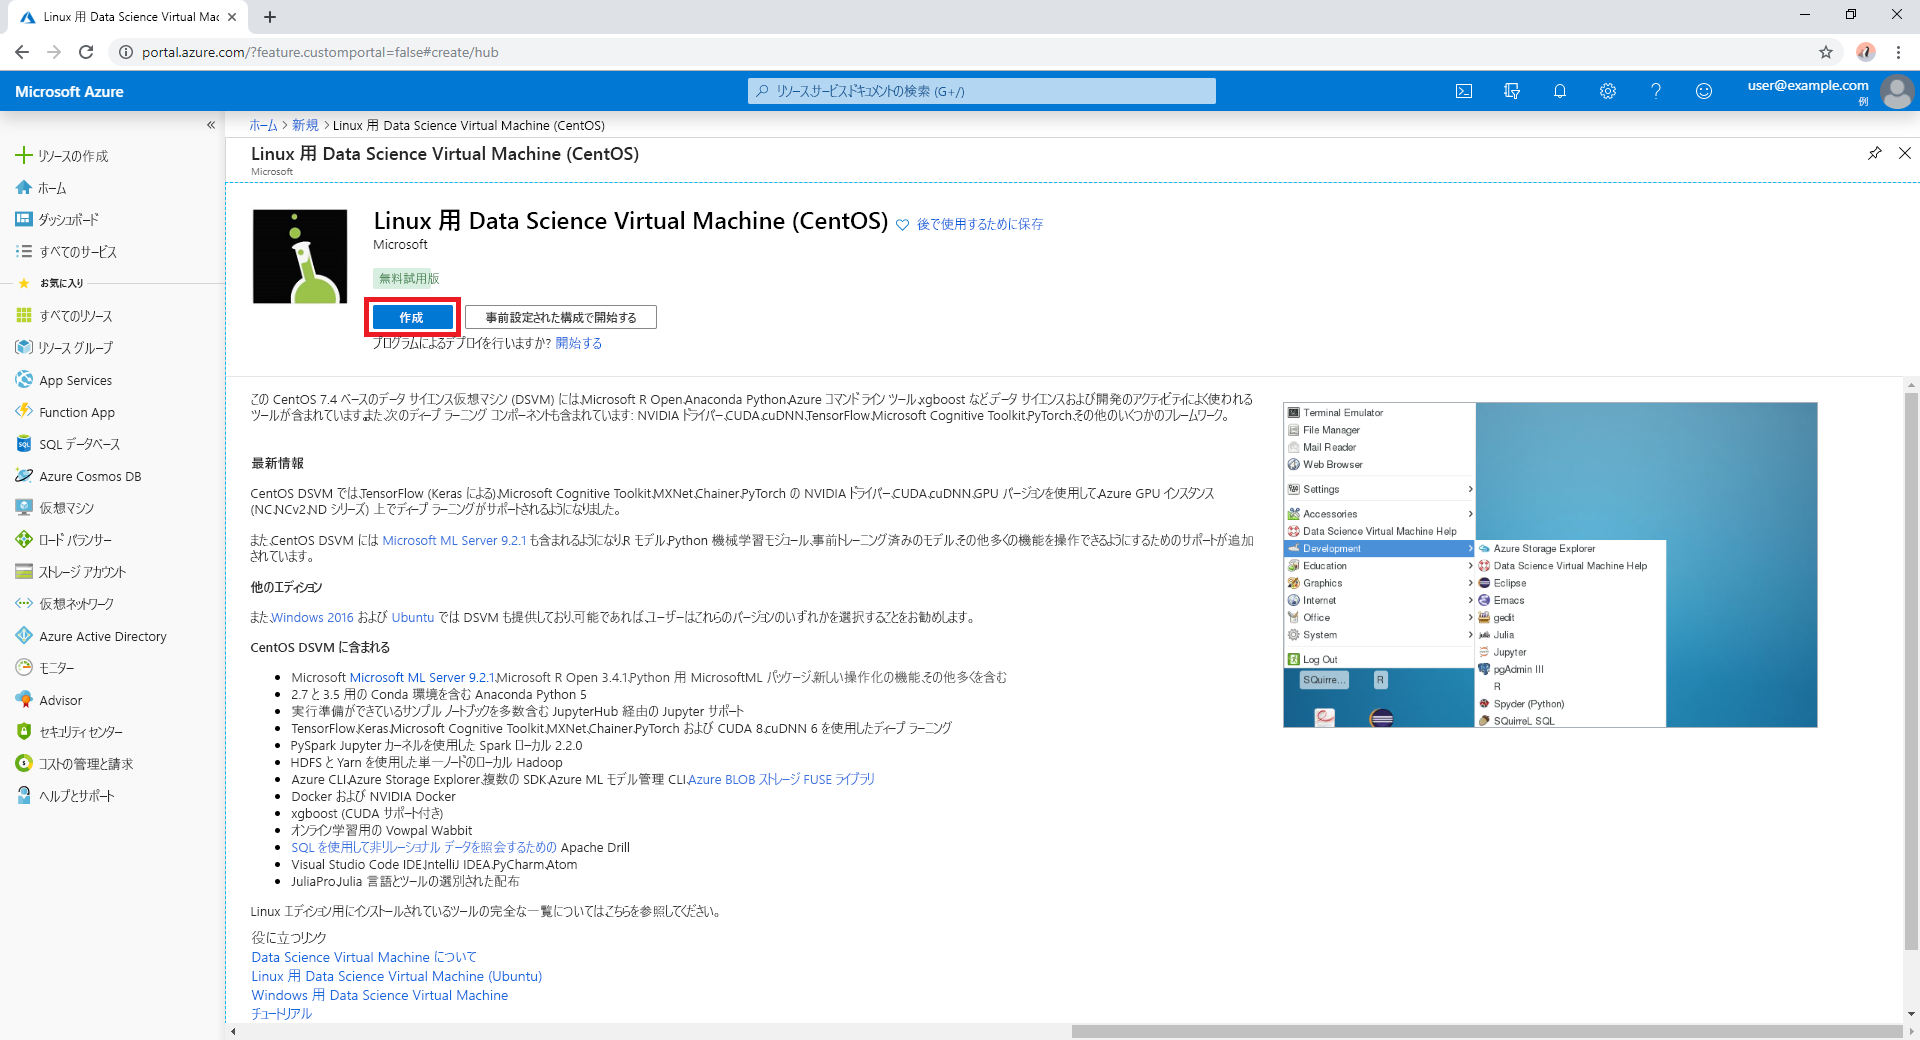 Linux 用 Data Science Virtual Mac
portal.azure.com/?feature.customportal=false#create/hub
Microsoft Azure
リソース,サービス,ドキュメントの検索 (G+/)
user@example.com
例
ホーム > 新規 > Linux 用 Data Science Virtual Machine (CentOS)
Linux 用 Data Science Virtual Machine (CentOS)
Microsoft
リソースの作成
ホーム
ダッシュボード
すべてのサービス
お気に入り
すべてのリソース
リソース グループ
App Services
Function App
SQL データベース
Azure Cosmos DB
仮想マシン
ロード バランサー
ストレージ アカウント
仮想ネットワーク
Azure Active Directory
モニター
Advisor
セキュリティ センター
コストの管理と請求
ヘルプとサポート
Linux 用 Data Science Virtual Machine (CentOS) 後で使用するために保存
Microsoft
無料試用版
作成 事前設定された構成で開始する
プログラムによるデプロイを行いますか? 開始する
この CentOS 7.4 ベースのデータ サイエンス仮想マシン (DSVM) には、Microsoft R Open、Anaconda Python、Azure コマンド ライン ツール、xgboost など、データ サイエンスおよび開発のアクティビティによく使われる
ツールが含まれています。また、次のディープ ラーニング コンポーネントも含まれています: NVIDIA ドライバー、CUDA、cuDNN、TensorFlow、Microsoft Cognitive Toolkit、PyTorch、その他のいくつかのフレームワーク。
最新情報
CentOS DSVM では、TensorFlow (Keras による)、Microsoft Cognitive Toolkit、MXNet、Chainer、PyTorch の NVIDIA ドライバー、CUDA、cuDNN、GPU バージョンを使用して、Azure GPU インスタンス
(NC、NCv2、ND シリーズ) 上でディープ ラーニングがサポートされるようになりました。
また、CentOS DSVM には Microsoft ML Server 9.2.1 も含まれるようになり、R モデル、Python 機械学習モジュール、事前トレーニング済みのモデル、その他多くの機能を操作できるようにするためのサポートが追加
されています。
他のエディション
また、Windows 2016 および Ubuntu では DSVM も提供しており、可能であれば、ユーザーはこれらのバージョンのいずれかを選択することをお勧めします。
CentOS DSVM に含まれる
• Microsoft Microsoft ML Server 9.2.1、Microsoft R Open 3.4.1、Python 用 MicrosoftML パッケージ、新しい操作化の機能、その他多くを含む
• 2.7 と 3.5 用の Conda 環境を含む Anaconda Python 5
• 実行準備ができているサンプル ノートブックを多数含む JupyterHub 経由の Jupyter サポート
• TensorFlow、Keras、Microsoft Cognitive Toolkit、MXNet、Chainer、PyTorch および CUDA 8、cuDNN 6 を使用したディープ ラーニング
• PySpark Jupyter カーネルを使用した Spark ローカル 2.2.0
• HDFS と Yarn を使用した単一ノードのローカル Hadoop
• Azure CLI、Azure Storage Explorer、複数の SDK、Azure ML モデル管理 CLI、Azure BLOB ストレージ FUSE ライブラリ
• Docker および NVIDIA Docker
• xgboost (CUDA サポート付き)
• オンライン学習用の Vowpal Wabbit
• SQL を使用して非リレーショナル データを照会するための Apache Drill
• Visual Studio Code IDE、IntelliJ IDEA、PyCharm、Atom
• JuliaPro、Julia 言語とツールの選別された配布
Linux エディション用にインストールされているツールの完全な一覧については、こちらを参照してください。
役に立つリンク
Data Science Virtual Machine について
Linux 用 Data Science Virtual Machine (Ubuntu)
Windows 用 Data Science Virtual Machine
チュートリアル
Terminal Emulator
File Manager
Mail Reader
Web Browser
Settings
Accessories
Data Science Virtual Machine Help
Development
Education
Graphics
Internet
Office
System
Log Out
SQuirre... R
Azure Storage Explorer
Data Science Virtual Machine Help
Eclipse
Emacs
gedit
Julia
Jupyter
pgAdmin III
R
Spyder (Python)
SQuirreL SQL